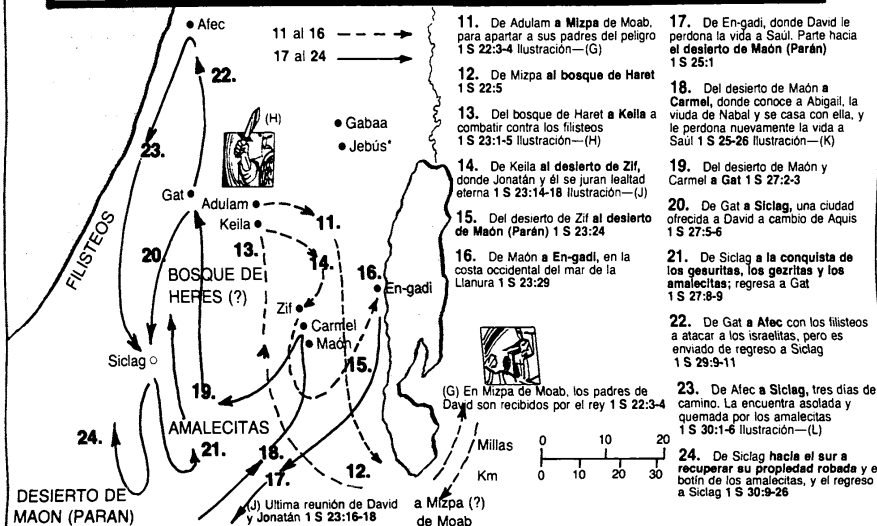 Afec
11 al 16
17 al 24
22.
(H)
Gabaa
Jebús*
23.
Gat
Adulam
Keila
11.
FILISTEOS
20.
13.
14.
16.
BOSQUE DE
HERES (?)
En-gadi
Zif
Carmel
Maón
Siclag
15.
19.
AMALECITAS
24.
21.
18.
17.
12.
DESIERTO DE
MAON (PARAN)
(J) Ultima reunión de David
y Jonatán 1 S 23:16-18
(G) En Mizpa de Moab, los padres de
David son recibidos por el rey 1 S 22:3-4
a Mizpa (?)
de Moab
Millas
0 10 20
Km
0 10 20 30
11. De Adulam a Mizpa de Moab,
para apartar a sus padres del peligro
1 S 22:3-4 Ilustración—(G)
12. De Mizpa al bosque de Haret
1 S 22:5
13. Del bosque de Haret a Keila a
combatir contra los filisteos
1 S 23:1-5 Ilustración—(H)
14. De Keila al desierto de Zif,
donde Jonatán y él se juran lealtad
eterna 1 S 23:14-18 Ilustración—(J)
15. Del desierto de Zif al desierto
de Maón (Parán) 1 S 23:24
16. De Maón a En-gadi, en la
costa occidental del mar de la
Llanura 1 S 23:29
17. De En-gadi, donde David le
perdona la vida a Saúl. Parte hacia
el desierto de Maón (Parán)
1 S 25:1
18. Del desierto de Maón a
Carmel, donde conoce a Abigail, la
viuda de Nabal y se casa con ella, y
le perdona nuevamente la vida a
Saúl 1 S 25-26 Ilustración—(K)
19. Del desierto de Maón y
Carmel a Gat 1 S 27:2-3
20. De Gat a Siclag, una ciudad
ofrecida a David a cambio de Aquis
1 S 27:5-6
21. De Siclag a la conquista de
los gesuritas, los gezritas y los
amalecitas; regresa a Gat
1 S 27:8-9
22. De Gat a Afec con los filisteos
a atacar a los israelitas, pero es
enviado de regreso a Siclag
1 S 29:9-11
23. De Afec a Siclag, tres días de
camino. La encuentra asolada y
quemada por los amalecitas
1 S 30:1-6 Ilustración—(L)
24. De Siclag hacia el sur a
recuperar su propiedad robada y e
botín de los amalecitas, y el regreso
a Siclag 1 S 30:9-26